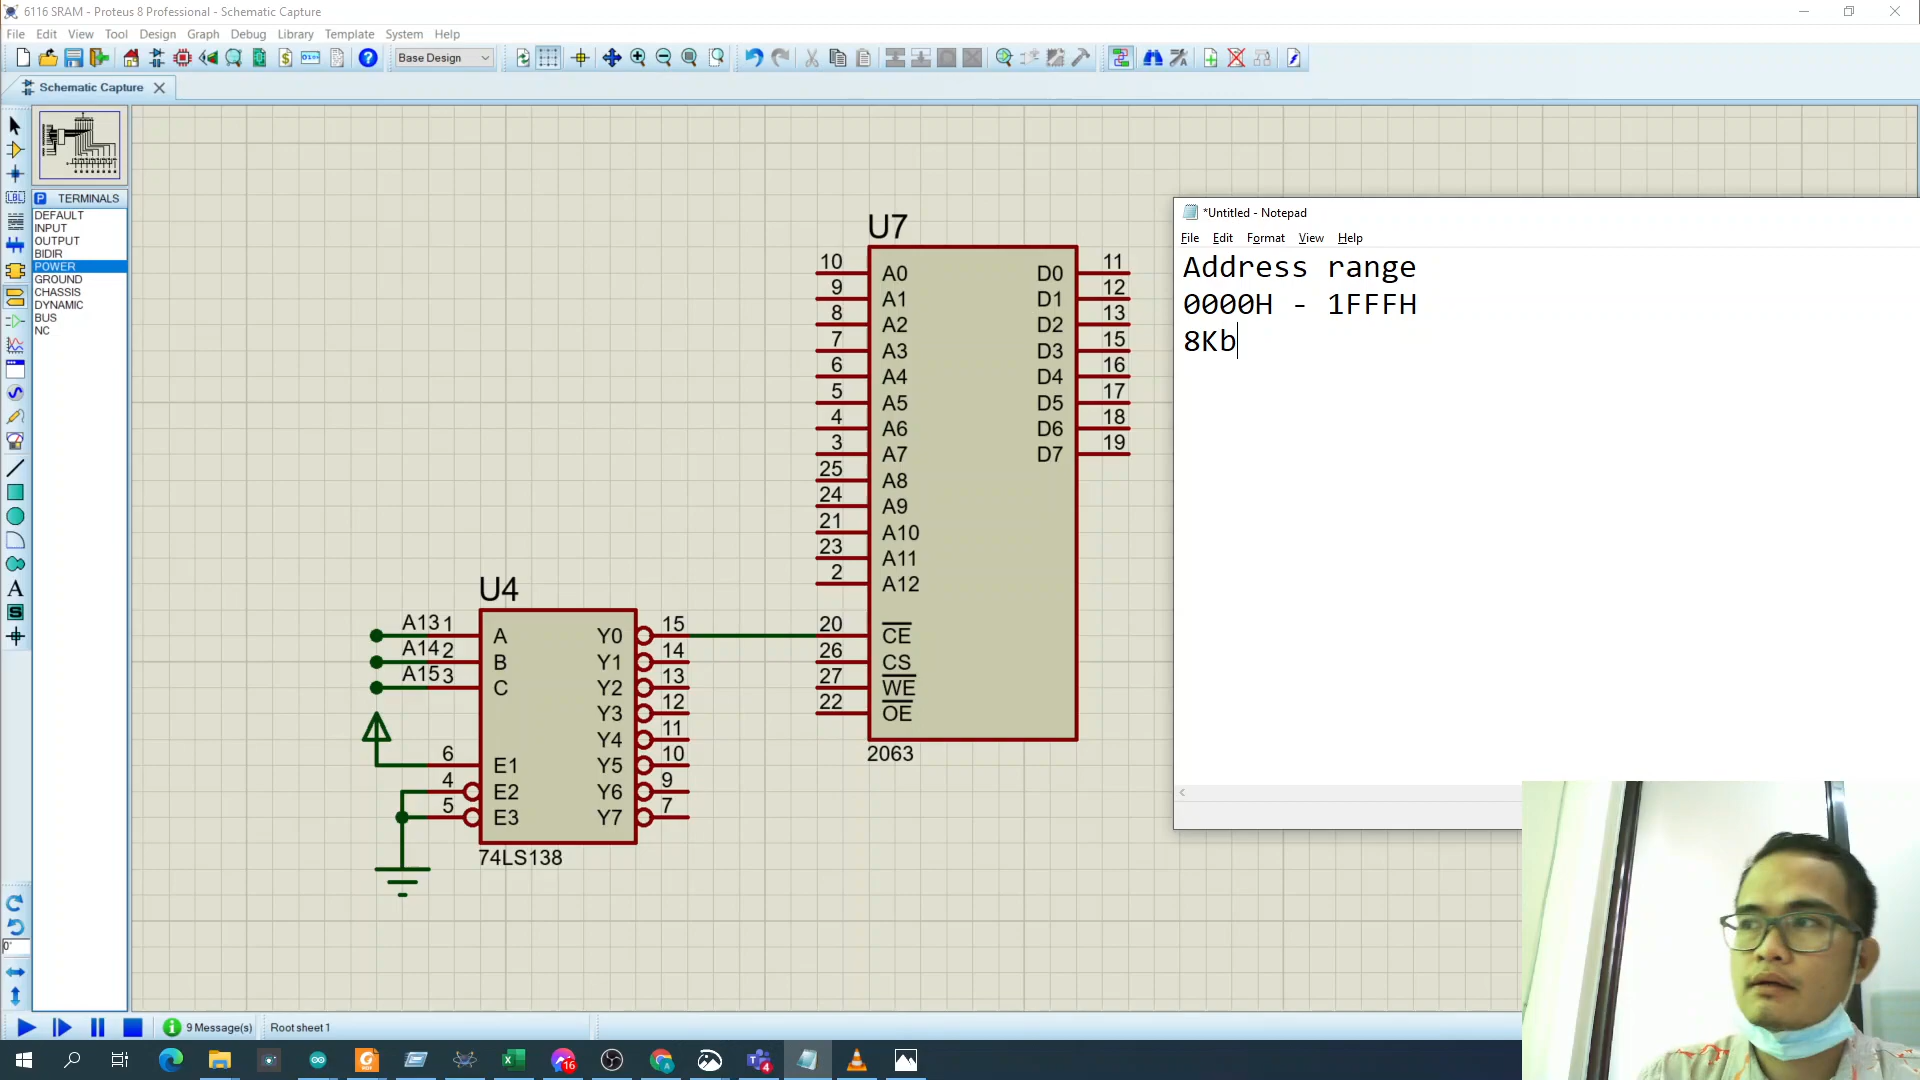 6116 SRAM - Proteus 8 Professional - Schematic Capture
File Edit View Tool Design Graph Debug Library Template System Help
Base Design
Schematic Capture
P TERMINALS
DEFAULT
INPUT
OUTPUT
BIDIR
POWER
GROUND
CHASSIS
DYNAMIC
BUS
NC
LBL
A
S
0°
U7
10 A0 D0 11
9 A1 D1 12
8 A2 D2 13
7 A3 D3 15
6 A4 D4 16
5 A5 D5 17
4 A6 D6 18
3 A7 D7 19
25 A8
24 A9
21 A10
23 A11
2 A12
20 CE
26 CS
27 WE
22 OE
2063
U4
A13 1 A Y0 15
A14 2 B Y1 14
A15 3 C Y2 13
Y3 12
Y4 11
6 E1 Y5 10
4 E2 Y6 9
5 E3 Y7 7
74LS138
*Untitled - Notepad
File Edit Format View Help
Address range
0000H - 1FFFH
8Kb
9 Message(s) Root sheet 1
16
4